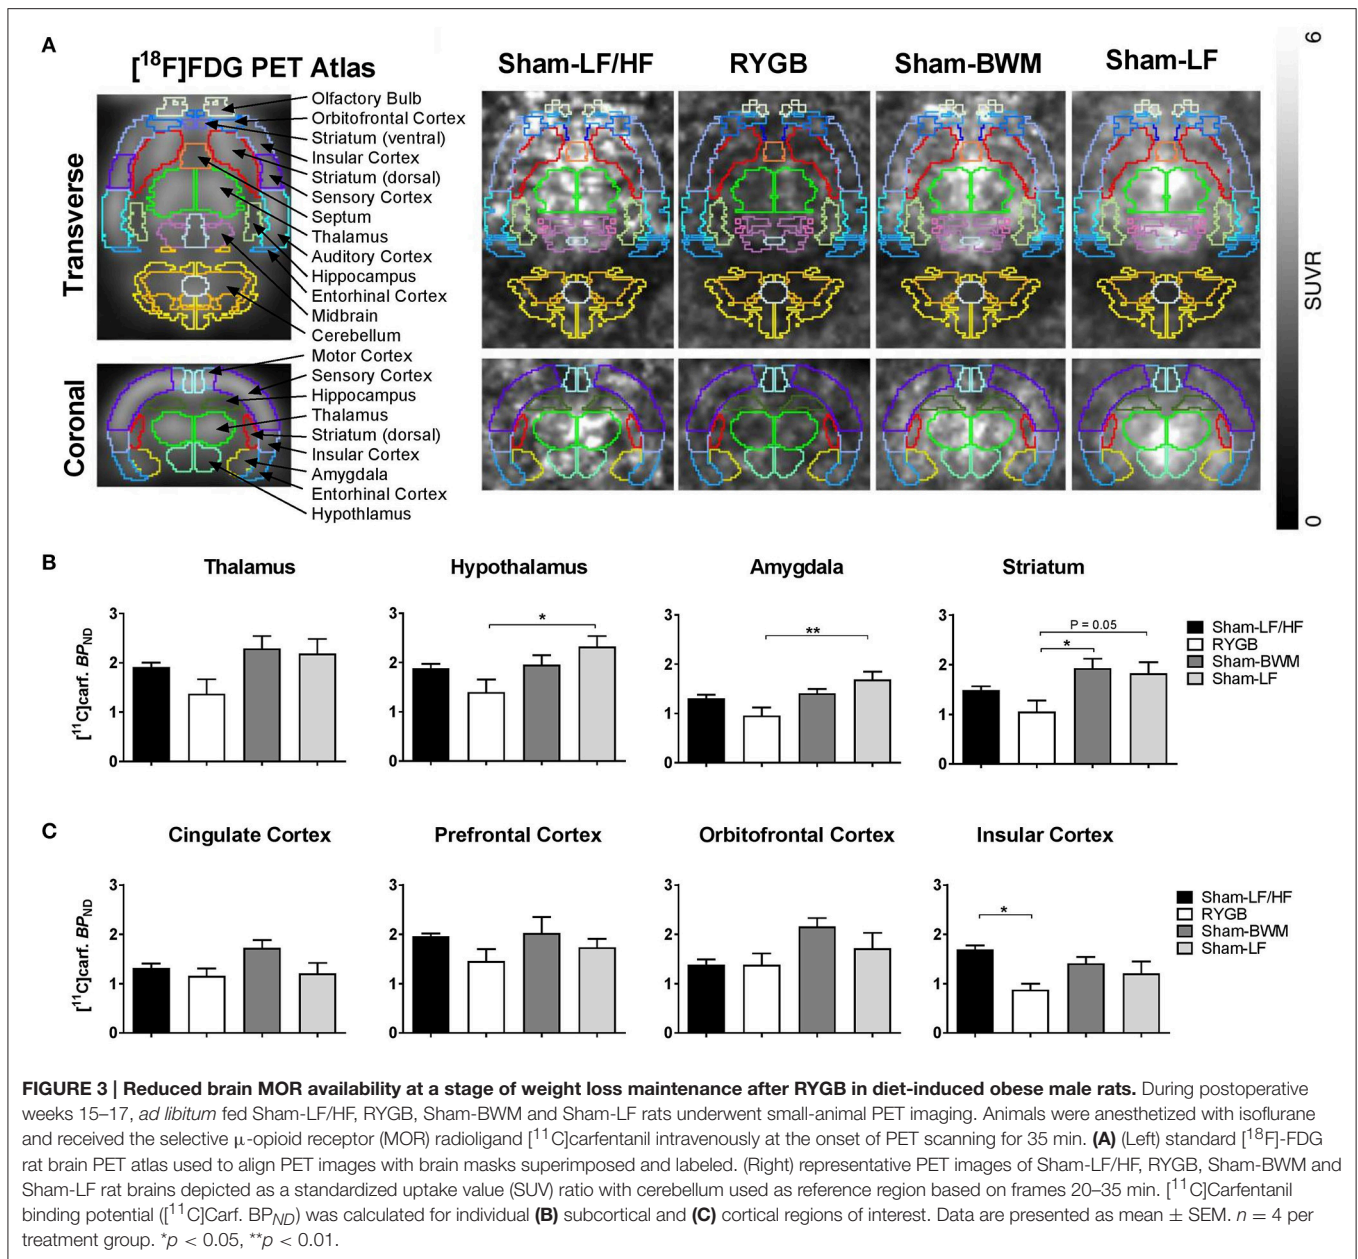 A
[18F]FDG PET Atlas
Sham-LF/HF
RYGB
Sham-BWM
Sham-LF
6
Transverse
Olfactory Bulb
Orbitofrontal Cortex
Striatum (ventral)
Insular Cortex
Striatum (dorsal)
Sensory Cortex
Septum
Thalamus
Auditory Cortex
Hippocampus
Entorhinal Cortex
Midbrain
Cerebellum
SUVR
Coronal
Motor Cortex
Sensory Cortex
Hippocampus
Thalamus
Striatum (dorsal)
Insular Cortex
Amygdala
Entorhinal Cortex
Hypothlamus
0
B
Thalamus
Hypothalamus
Amygdala
Striatum
[11C]carf. BPND
3
2
1
0
3
2
1
0
*
3
2
1
0
**
3
2
1
0
P = 0.05
*
Sham-LF/HF
RYGB
Sham-BWM
Sham-LF
C
Cingulate Cortex
Prefrontal Cortex
Orbitofrontal Cortex
Insular Cortex
[11C]carf. BPND
3
2
1
0
3
2
1
0
3
2
1
0
3
2
1
0
*
Sham-LF/HF
RYGB
Sham-BWM
Sham-LF
FIGURE 3 | Reduced brain MOR availability at a stage of weight loss maintenance after RYGB in diet-induced obese male rats. During postoperative
weeks 15–17, ad libitum fed Sham-LF/HF, RYGB, Sham-BWM and Sham-LF rats underwent small-animal PET imaging. Animals were anesthetized with isoflurane
and received the selective μ-opioid receptor (MOR) radioligand [11C]carfentanil intravenously at the onset of PET scanning for 35 min. (A) (Left) standard [18F]-FDG
rat brain PET atlas used to align PET images with brain masks superimposed and labeled. (Right) representative PET images of Sham-LF/HF, RYGB, Sham-BWM and
Sham-LF rat brains depicted as a standardized uptake value (SUV) ratio with cerebellum used as reference region based on frames 20–35 min. [11C]Carfentanil
binding potential ([11C]Carf. BPND) was calculated for individual (B) subcortical and (C) cortical regions of interest. Data are presented as mean ± SEM. n = 4 per
treatment group. *p < 0.05, **p < 0.01.